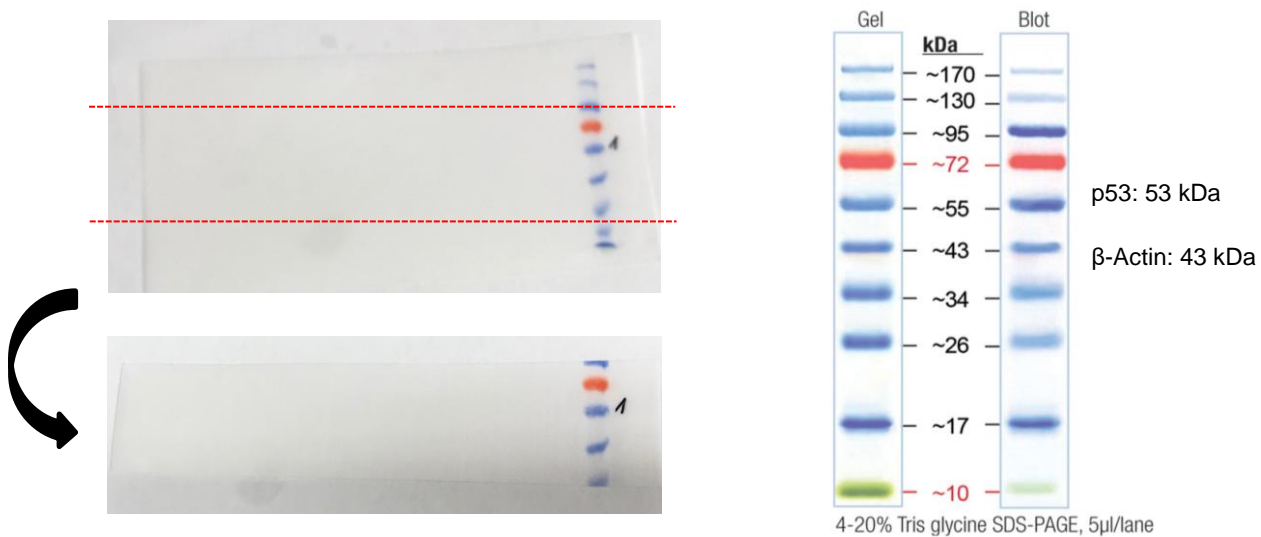 Gel Blot
kDa
~170
~130
~95
~72
~55
~43
~34
~26
~17
~10
4-20% Tris glycine SDS-PAGE, 5µl/lane
p53: 53 kDa
β-Actin: 43 kDa
1
1